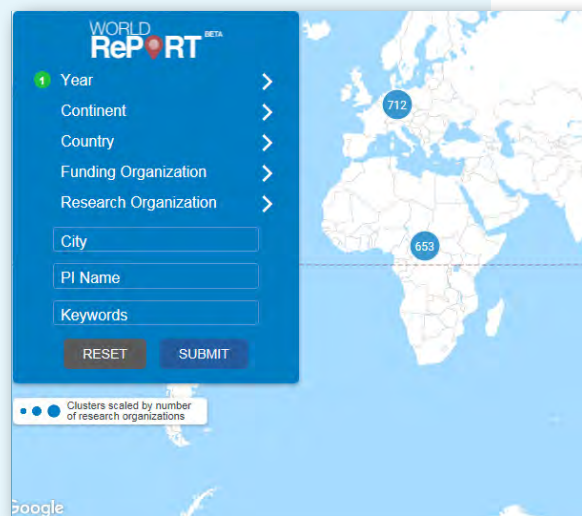 WORLD
RePORT BETA
1 Year
Continent
Country
Funding Organization
Research Organization
City
PI Name
Keywords
RESET SUBMIT
712
653
Clusters scaled by number
of research organizations
Google